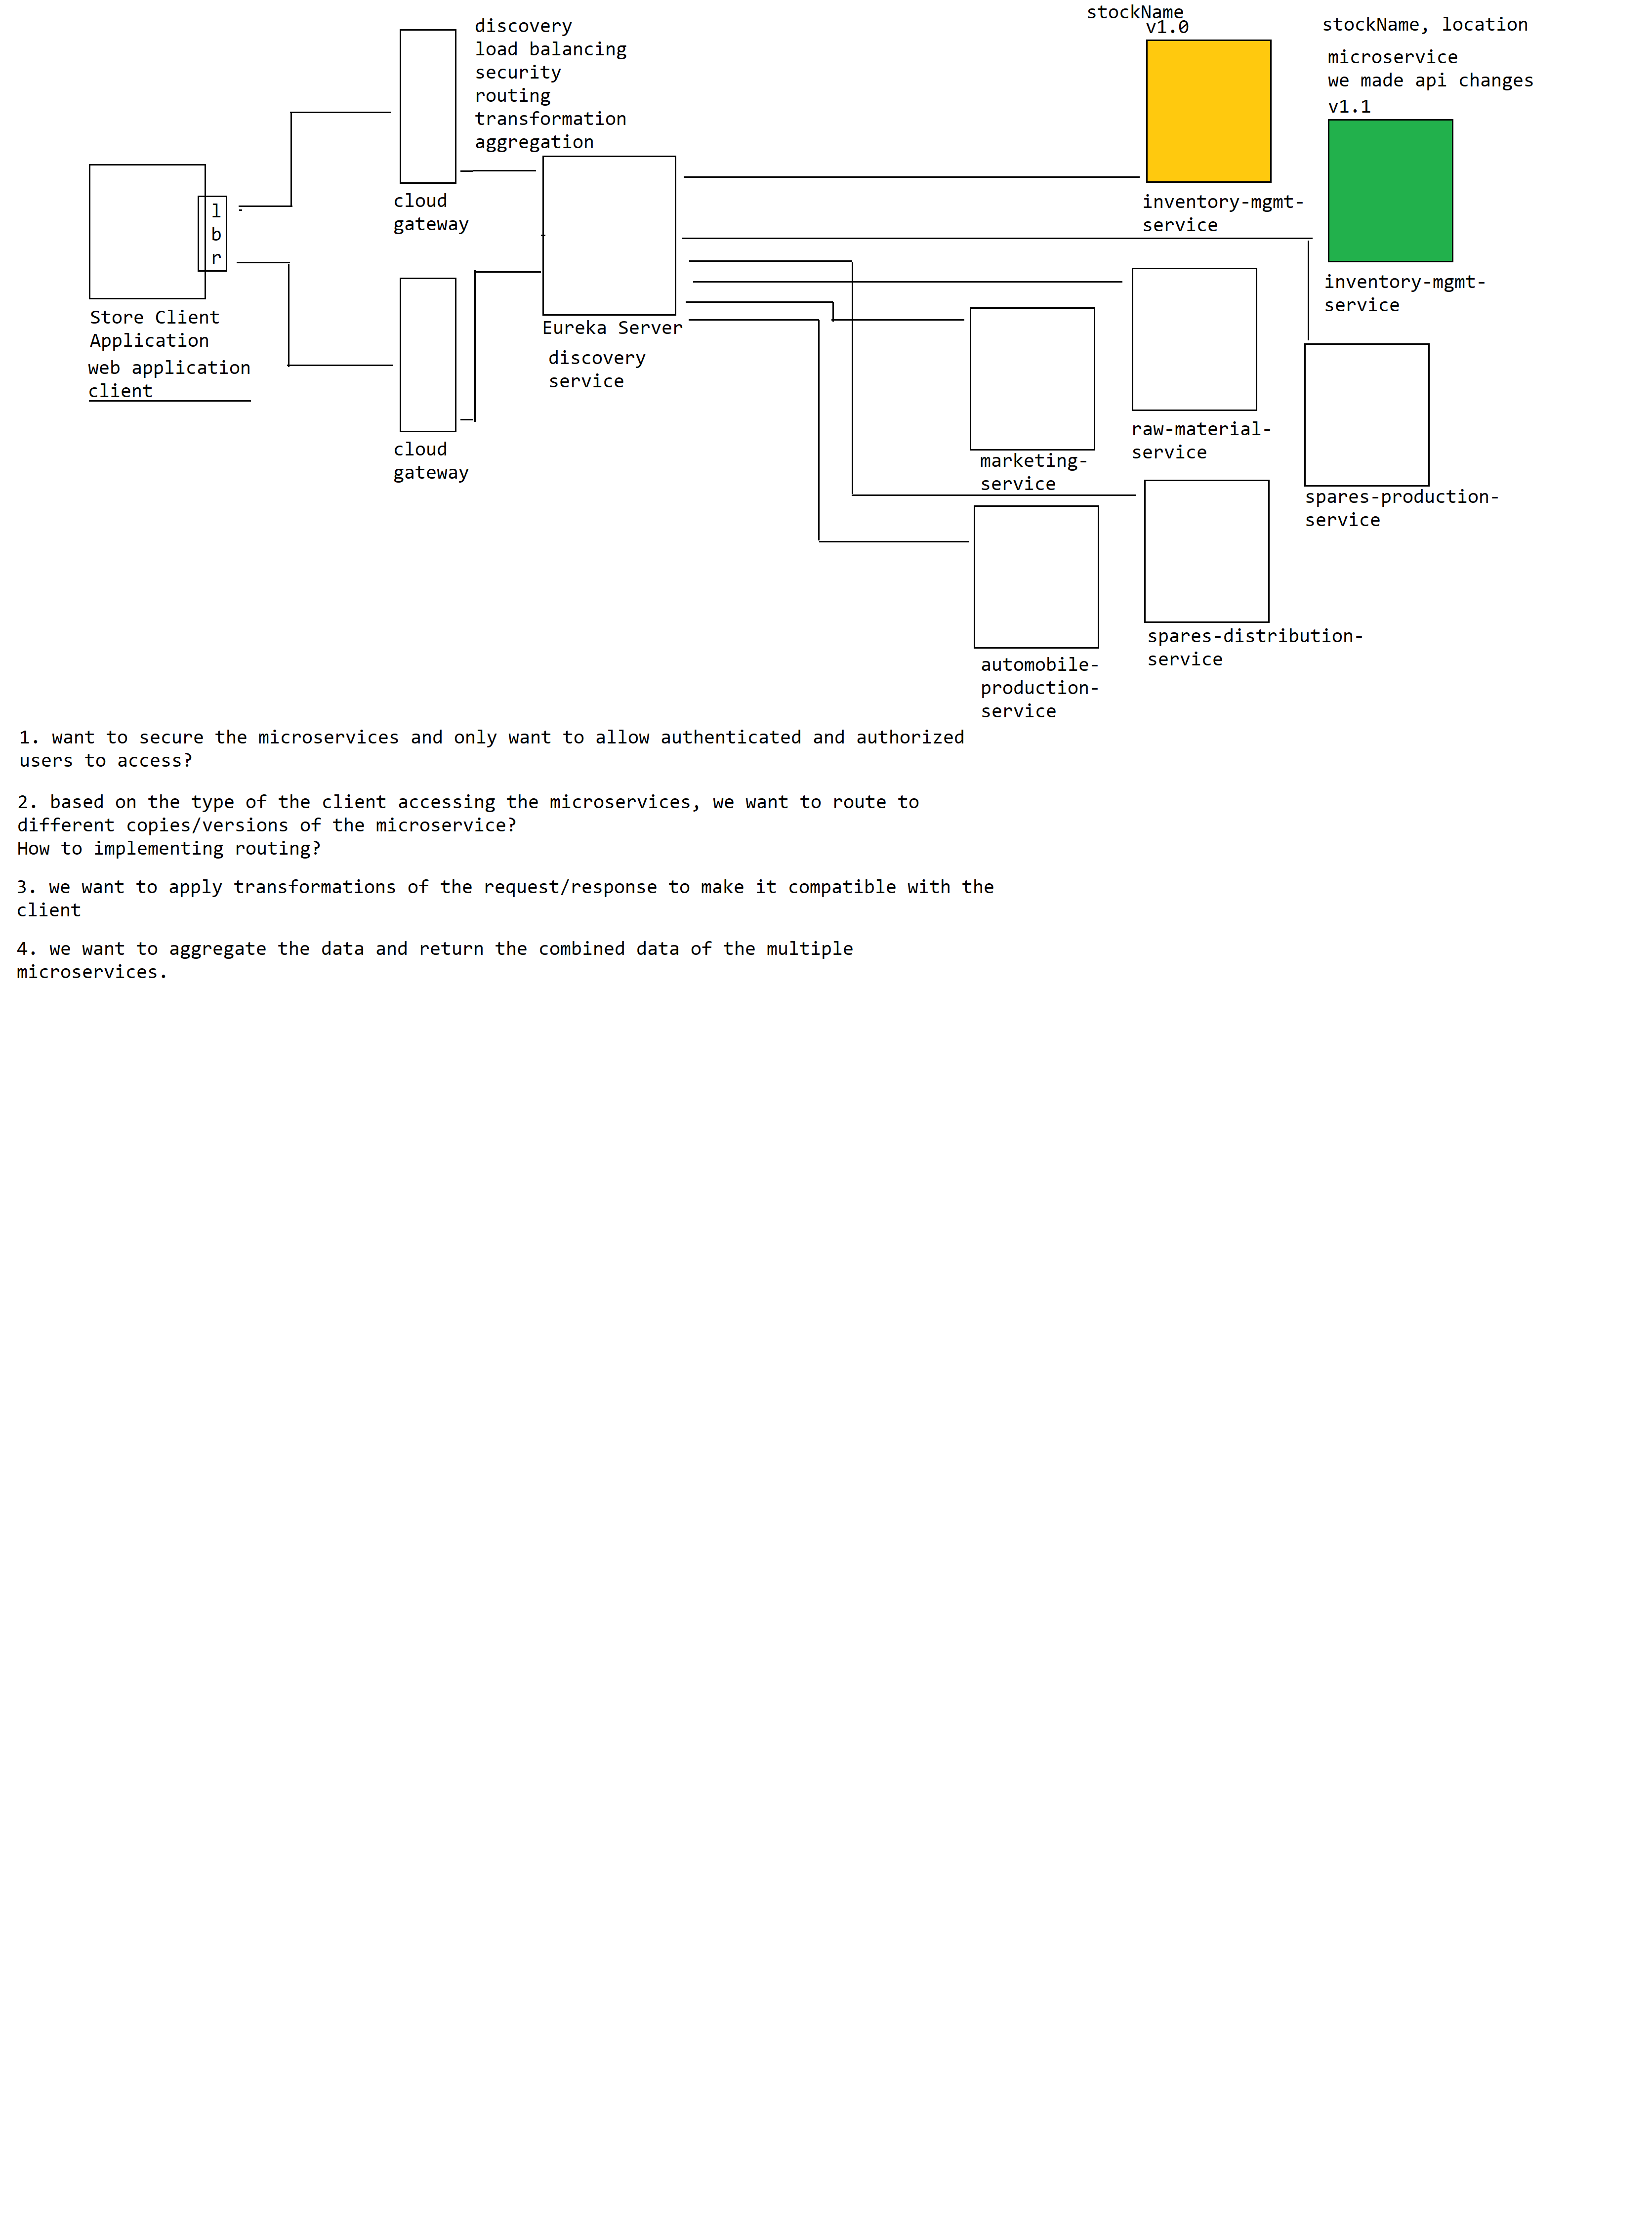 discovery
load balancing
security
routing
transformation
aggregation
stockName
v1.0
stockName, location
microservice
we made api changes
v1.1
l
b
r
cloud
gateway
inventory-mgmt-
service
inventory-mgmt-
service
Store Client
Application
web application
client
Eureka Server
discovery
service
cloud
gateway
marketing-
service
raw-material-
service
spares-production-
service
automobile-
production-
service
spares-distribution-
service
1. want to secure the microservices and only want to allow authenticated and authorized
users to access?
2. based on the type of the client accessing the microservices, we want to route to
different copies/versions of the microservice?
How to implementing routing?
3. we want to apply transformations of the request/response to make it compatible with the
client
4. we want to aggregate the data and return the combined data of the multiple
microservices.